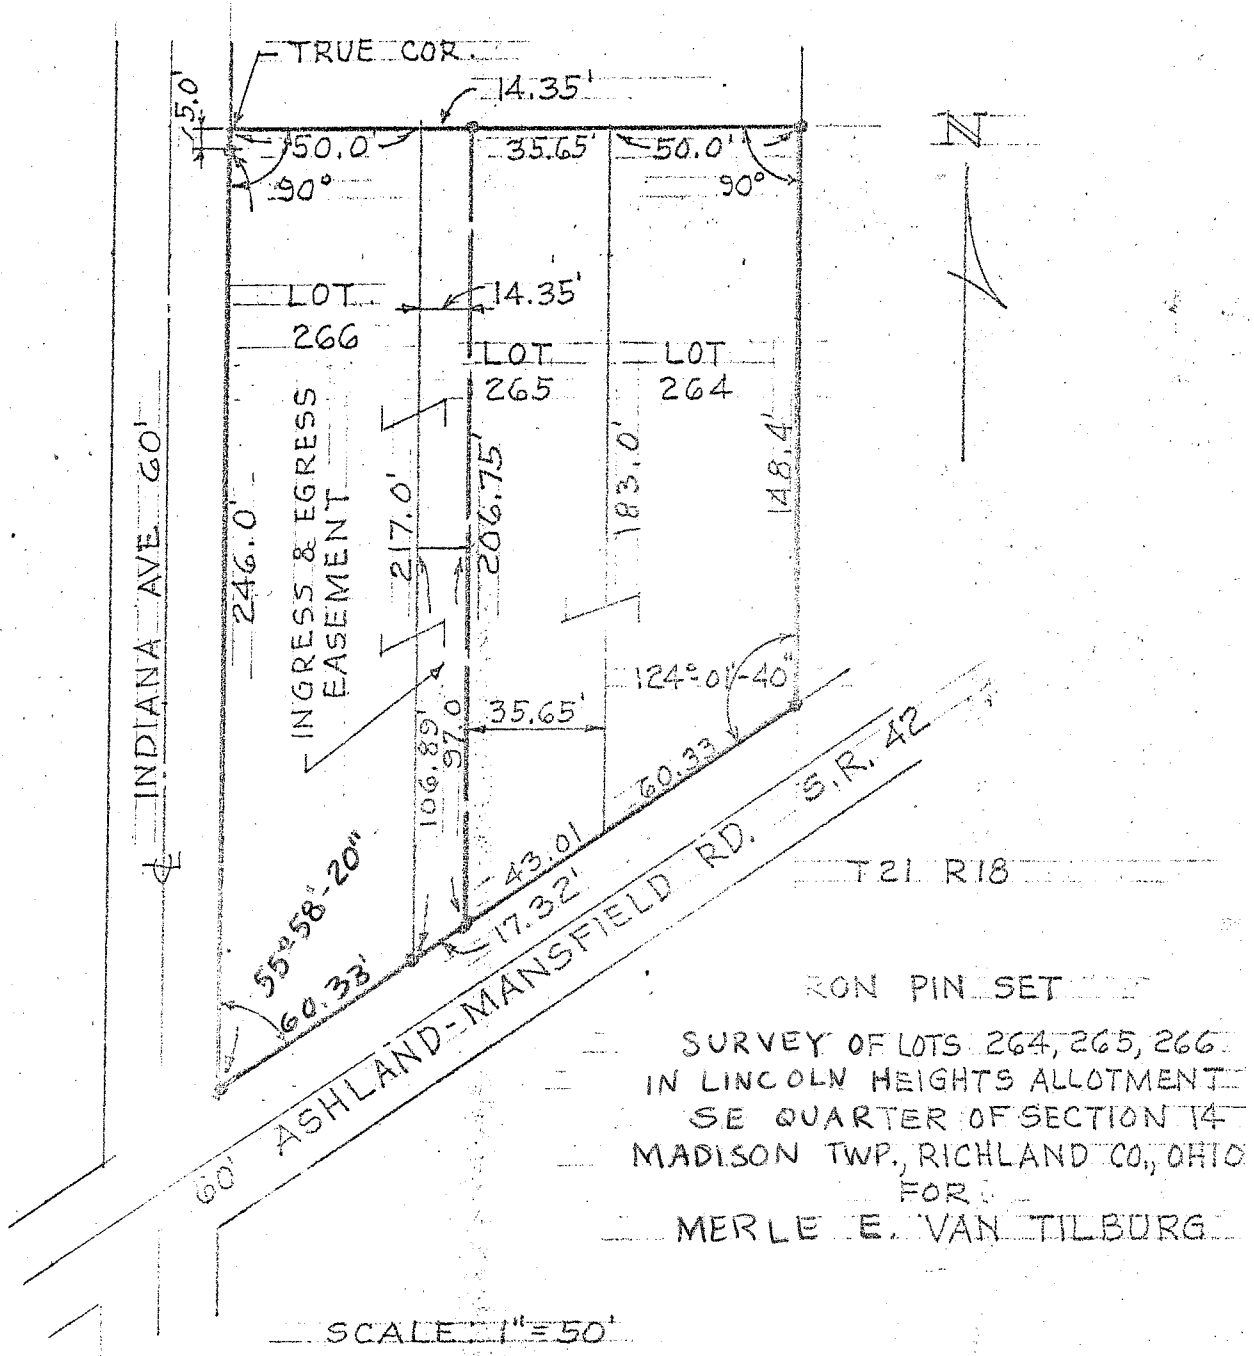 TRUE COR.
5.0'
14.35'
50.0'
35.65'
50.0'
90°
90°
N
LOT
266
14.35'
LOT
265
LOT
264
INDIANA AVE. 60'
246.0'
INGRESS & EGRESS
EASEMENT
217.0'
206.75'
183.0'
148.4'
124°-01'-40"
35.65'
106.89'
97.0
60.33
43.01
17.32'
55°58"-20"
60.33'
60' ASHLAND-MANSFIELD RD. S.R. 42
T21 R18
RON PIN SET
SURVEY OF LOTS 264, 265, 266
IN LINCOLN HEIGHTS ALLOTMENT
SE QUARTER OF SECTION 14
MADISON TWP., RICHLAND CO., OHIO
FOR
MERLE E. VAN TILBURG
SCALE: 1"=50'